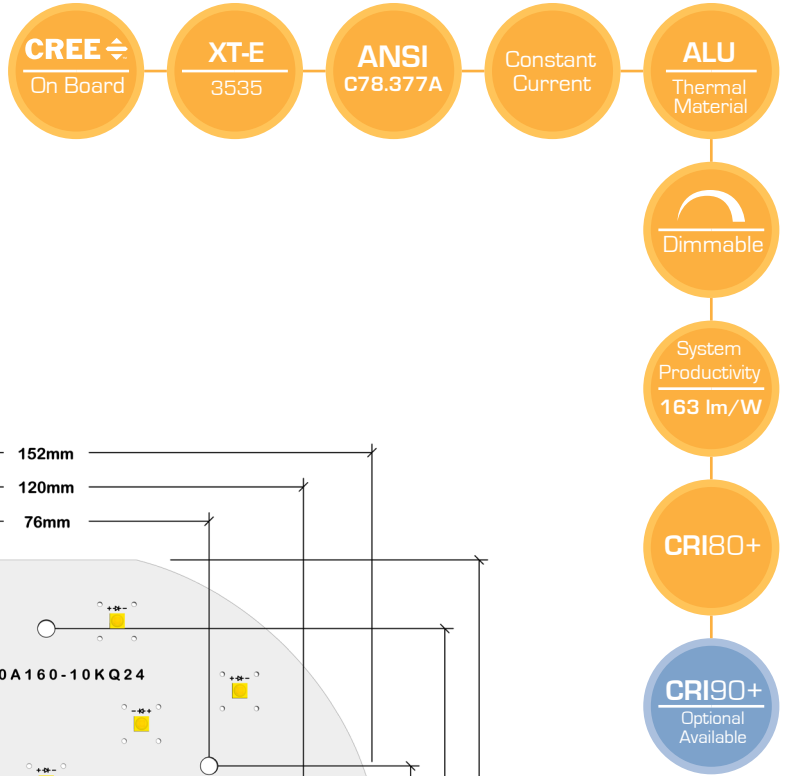 CREE
On Board
XT-E
3535
ANSI
C78.377A
Constant
Current
ALU
Thermal
Material
Dimmable
System
Productivity
163 lm/W
CRI80+
CRI90+
Optional
Available
152mm
120mm
76mm
0A160-10KQ24